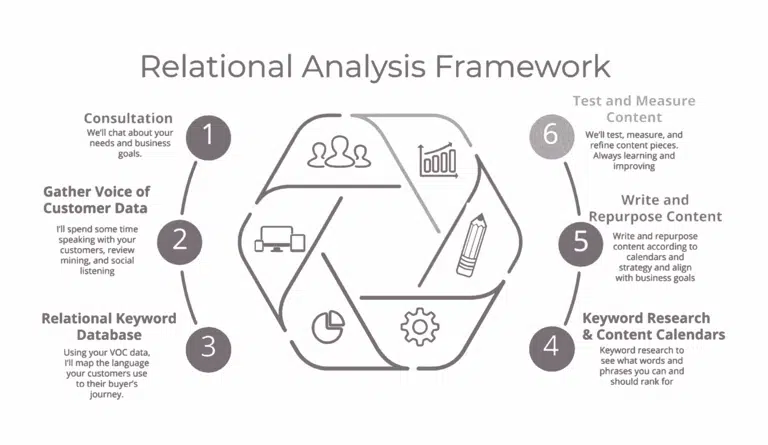 Relational Analysis Framework
Consultation
We'll chat about your
needs and business
goals.
1
Gather Voice of
Customer Data
I'll spend some time
speaking with your
customers, review
mining, and social
listening
2
Relational Keyword
Database
Using your VOC data,
I'll map the language
your customers use
to their buyer's
journey.
3
4
Keyword Research
& Content Calendars
Keyword research to
see what words and
phrases you can and
should rank for
5
Write and
Repurpose Content
Write and repurpose
content according to
calendars and
strategy and align
with business goals
6
Test and Measure
Content
We'll test, measure, and
refine content pieces.
Always learning and
improving